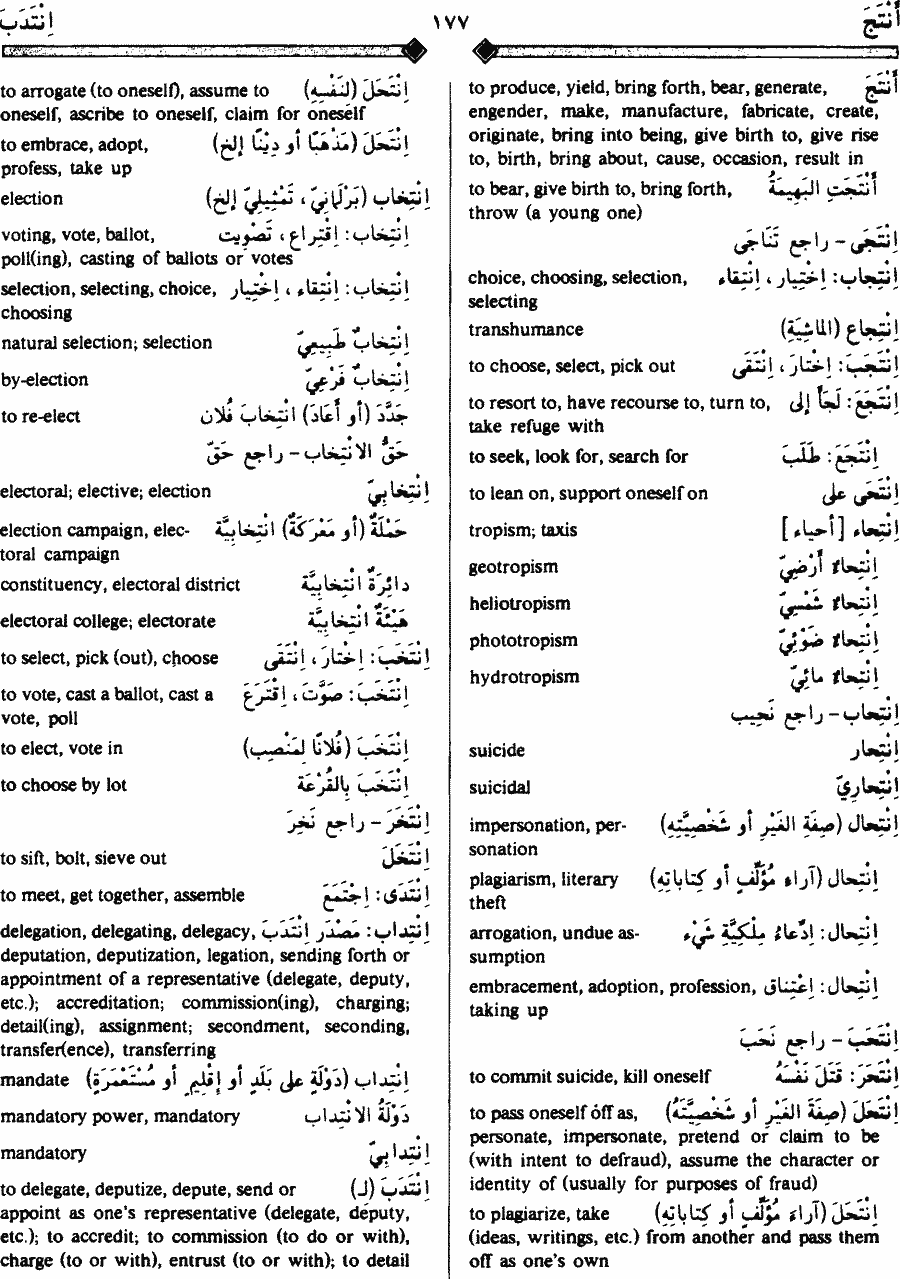 أَنْتَجَ
١٧٧
اِنْتَدَبَ
أَنْتَجَ to produce, yield, bring forth, bear, generate,
engender, make, manufacture, fabricate, create,
originate, bring into being, give birth to, give rise
to, birth, bring about, cause, occasion, result in
أَنْتَجَتِ البَهِيمَةُ to bear, give birth to, bring forth,
throw (a young one)
اِنْتَجَى - راجع تَنَاجَى
اِنْتِجاب: اِخْتِيار، اِنْتِقاء choice, choosing, selection,
selecting
اِنْتِجاع (الماشِيَة) transhumance
اِنْتَجَبَ: اِخْتارَ، اِنْتَقَى to choose, select, pick out
اِنْتَجَعَ: لَجَأَ إلى to resort to, have recourse to, turn to,
take refuge with
اِنْتَجَعَ: طَلَبَ to seek, look for, search for
اِنْتَحَى على to lean on, support oneself on
اِنْتِحاء [أحياء] tropism; taxis
اِنْتِحاءٌ أَرْضِيّ geotropism
اِنْتِحاءٌ شَمْسِيّ heliotropism
اِنْتِحاءٌ ضَوْئِيّ phototropism
اِنْتِحاءٌ مائِيّ hydrotropism
اِنْتِحاب - راجع نَحِيب
اِنْتِحار suicide
اِنْتِحارِيّ suicidal
اِنْتِحال (صِفَةِ الغَيْرِ أو شَخْصِيَّتِهِ) impersonation, per-
sonation
اِنْتِحال (آراء مُؤَلِّفٍ أو كِتاباتِهِ) plagiarism, literary
theft
اِنْتِحال: اِدِّعاءُ مِلْكِيَّةِ شَيْء arrogation, undue as-
sumption
اِنْتِحال: اِعْتِناق embracement, adoption, profession,
taking up
اِنْتَحَبَ - راجع نَحَبَ
اِنْتَحَرَ: قَتَلَ نَفْسَهُ to commit suicide, kill oneself
اِنْتَحَلَ (صِفَةَ الغَيْرِ أو شَخْصِيَّتَهُ) to pass oneself off as,
personate, impersonate, pretend or claim to be
(with intent to defraud), assume the character or
identity of (usually for purposes of fraud)
اِنْتَحَلَ (آراءَ مُؤَلِّفٍ أو كِتاباتِهِ) to plagiarize, take
(ideas, writings, etc.) from another and pass them
off as one's own
اِنْتَحَلَ (لِنَفْسِهِ) to arrogate (to oneself), assume to
oneself, ascribe to oneself, claim for oneself
اِنْتَحَلَ (مَذْهَبًا أو دِينًا إلخ) to embrace, adopt,
profess, take up
اِنْتِخاب (بَرْلَمانِيّ، تَمْثِيلِيّ إلخ) election
اِنْتِخاب: اِقْتِراع، تَصْوِيت voting, vote, ballot,
poll(ing), casting of ballots or votes
اِنْتِخاب: اِنْتِقاء، اِخْتِيار selection, selecting, choice,
choosing
اِنْتِخابٌ طَبِيعِيّ natural selection; selection
اِنْتِخابٌ فَرْعِيّ by-election
جَدَّدَ (أو أَعَادَ) انْتِخابَ فُلان to re-elect
حَقُّ الانْتِخاب - راجع حَقّ
اِنْتِخابِيّ electoral; elective; election
حَمْلَةٌ (أو مَعْرَكَةٌ) انْتِخابِيَّة election campaign, elec-
toral campaign
دائِرَةٌ انْتِخابِيَّة constituency, electoral district
هَيْئَةٌ انْتِخابِيَّة electoral college; electorate
اِنْتَخَبَ: اِخْتارَ، اِنْتَقَى to select, pick (out), choose
اِنْتَخَبَ: صَوَّتَ، اِقْتَرَعَ to vote, cast a ballot, cast a
vote, poll
اِنْتَخَبَ (فُلانًا لِمَنْصِب) to elect, vote in
اِنْتَخَبَ بِالقُرْعَة to choose by lot
اِنْتَخَرَ - راجع نَخَرَ
اِنْتَخَلَ to sift, bolt, sieve out
اِنْتَدَى: اِجْتَمَعَ to meet, get together, assemble
اِنْتِداب: مَصْدَر اِنْتَدَبَ delegation, delegating, delegacy,
deputation, deputization, legation, sending forth or
appointment of a representative (delegate, deputy,
etc.); accreditation; commission(ing), charging;
detail(ing), assignment; secondment, seconding,
transfer(ence), transferring
اِنْتِداب (دَوْلَةٍ على بَلَدٍ أو إقْلِيمٍ أو مُسْتَعْمَرَةٍ) mandate
دَوْلَةُ الانْتِداب mandatory power, mandatory
اِنْتِدابِيّ mandatory
اِنْتَدَبَ (لـ) to delegate, deputize, depute, send or
appoint as one's representative (delegate, deputy,
etc.); to accredit; to commission (to do or with),
charge (to or with), entrust (to or with); to detail